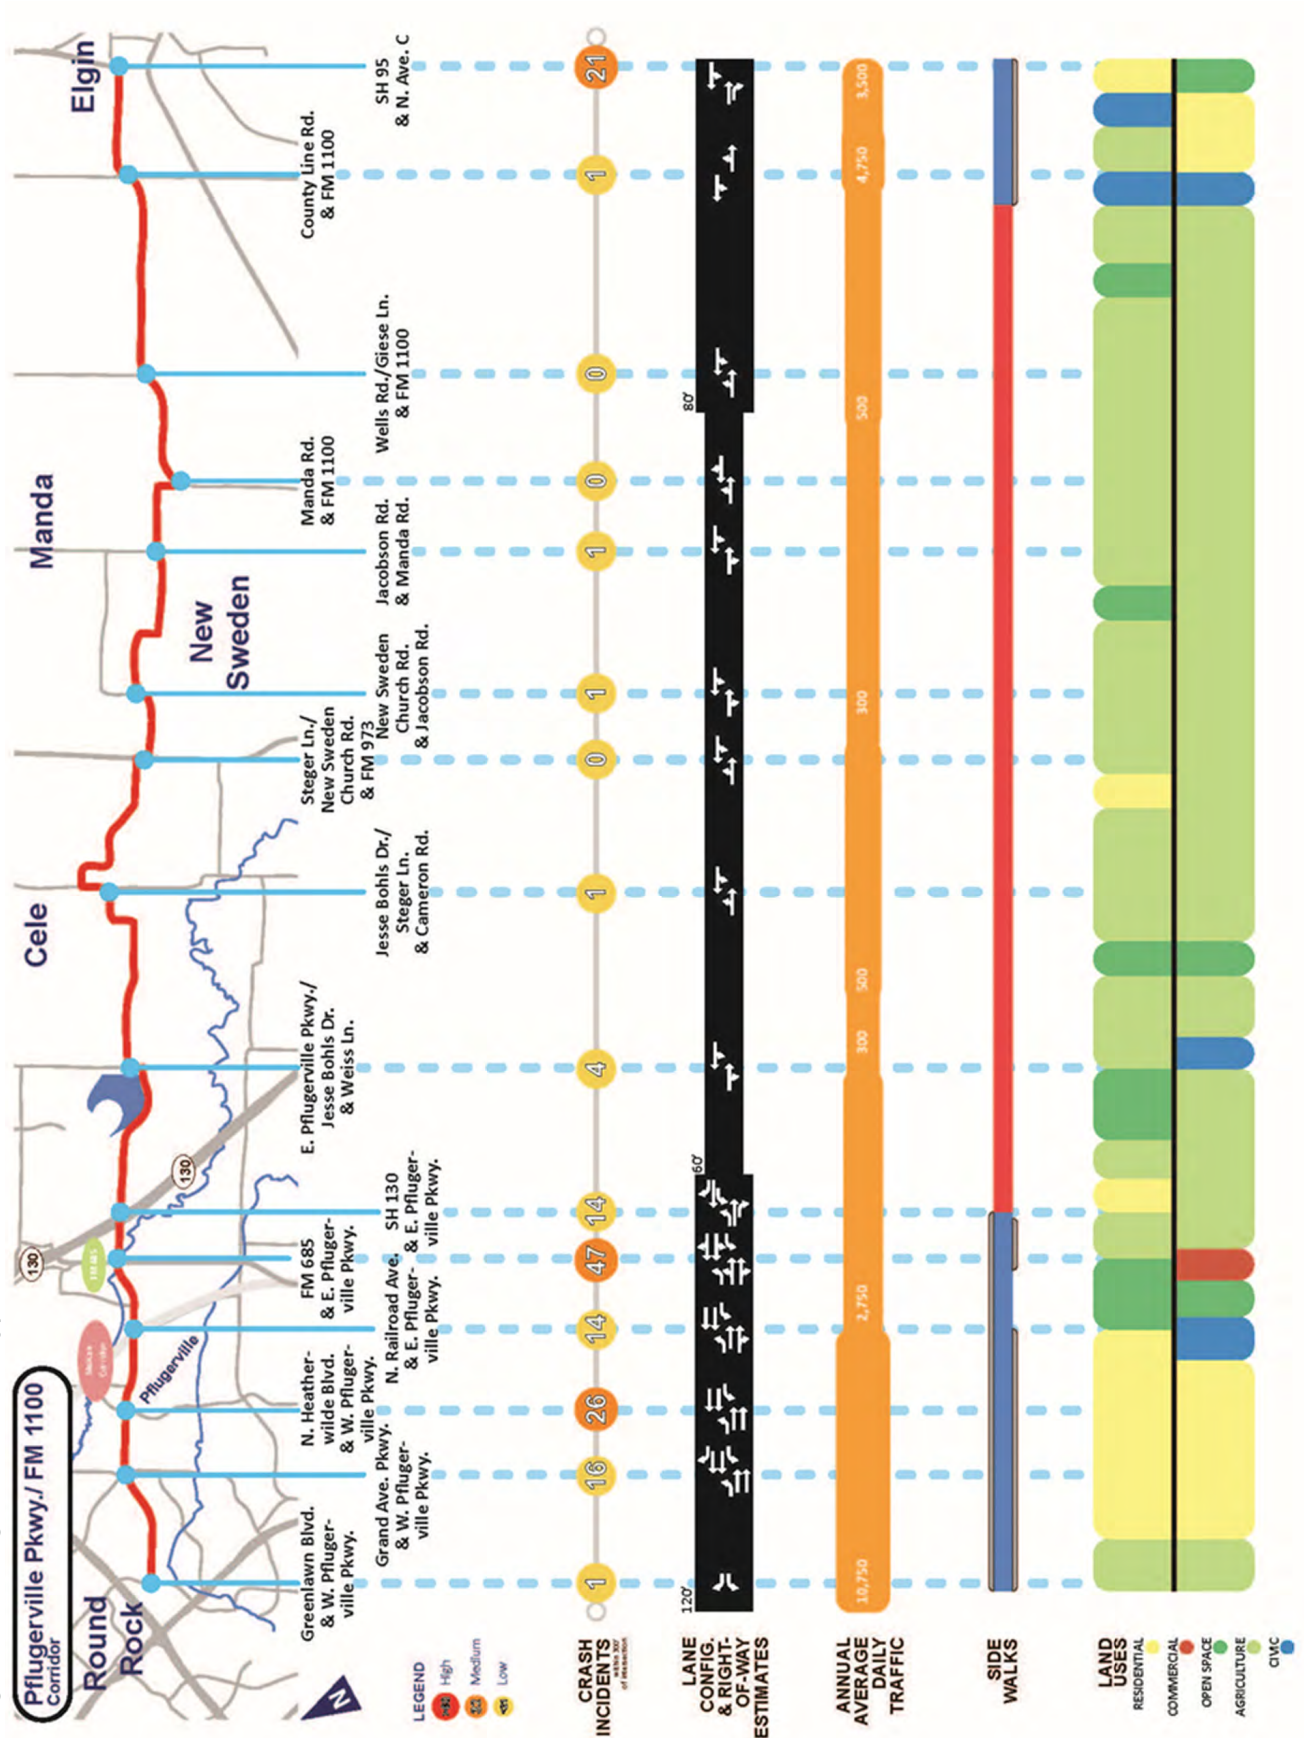 Pflugerville Pkwy./ FM 1100
Corridor
Round
Rock
Pflugerville
Cele
New
Sweden
Manda
Elgin
130
130
N
Greenlawn Blvd.
& W. Pfluger-
ville Pkwy.
Grand Ave. Pkwy.
& W. Pfluger-
ville Pkwy.
N. Heather-
wilde Blvd.
& W. Pfluger-
ville Pkwy.
N. Railroad Ave.
& E. Pfluger-
ville Pkwy.
FM 685
& E. Pfluger-
ville Pkwy.
SH 130
& E. Pfluger-
ville Pkwy.
E. Pflugerville Pkwy./
Jesse Bohls Dr.
& Weiss Ln.
Jesse Bohls Dr./
Steger Ln.
& Cameron Rd.
Steger Ln./
New Sweden
Church Rd.
& FM 973
New Sweden
Church Rd.
& Jacobson Rd.
Jacobson Rd.
& Manda Rd.
Manda Rd.
& FM 1100
Wells Rd./Giese Ln.
& FM 1100
County Line Rd.
& FM 1100
SH 95
& N. Ave. C
LEGEND
High
Medium
Low
CRASH
INCIDENTS
within 300'
of intersection
1
16
26
14
47
14
4
1
0
1
1
0
0
1
21
LANE
CONFIG.
& RIGHT-
OF-WAY
ESTIMATES
120'
60'
80'
ANNUAL
AVERAGE
DAILY
TRAFFIC
10,750
2,750
300
500
300
500
4,750
3,500
SIDE
WALKS
LAND
USES
RESIDENTIAL
COMMERCIAL
OPEN SPACE
AGRICULTURE
CIVIC